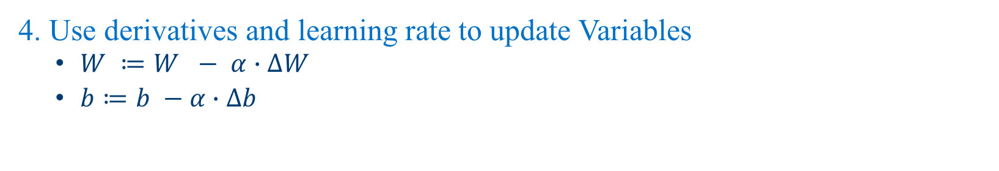 4. Use derivatives and learning rate to update Variables
• W := W − α · ΔW
• b := b − α · Δb